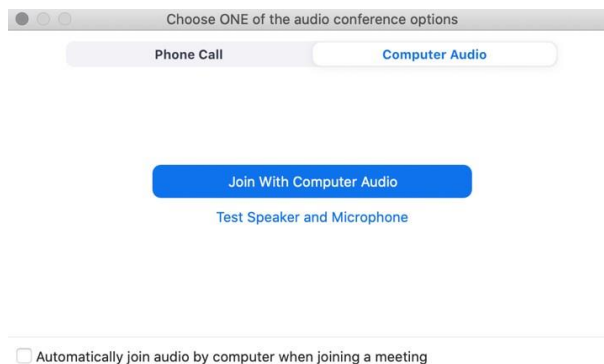 Choose ONE of the audio conference options
Phone Call
Computer Audio
Join With Computer Audio
Test Speaker and Microphone
Automatically join audio by computer when joining a meeting